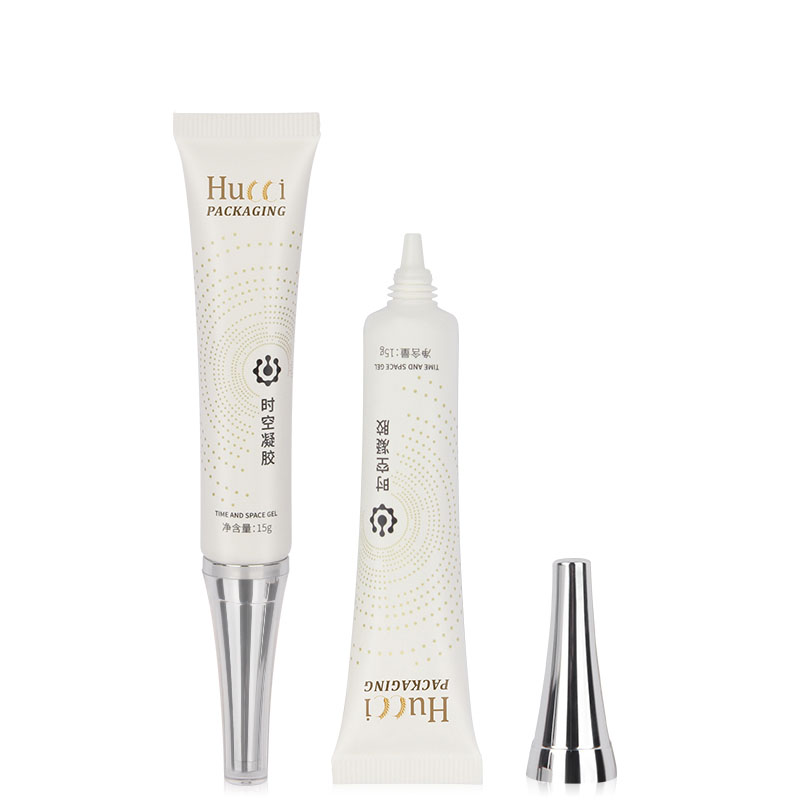 Hucci
PACKAGING
时空凝胶
TIME AND SPACE GEL
净含量:15g
净含量:15g
TIME AND SPACE GEL
时空凝胶
Hucci
PACKAGING